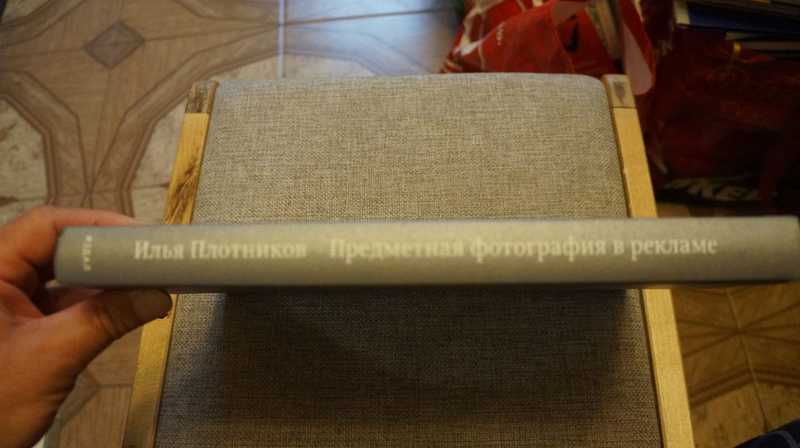 Илья Плотников Предметная фотография в рекламе